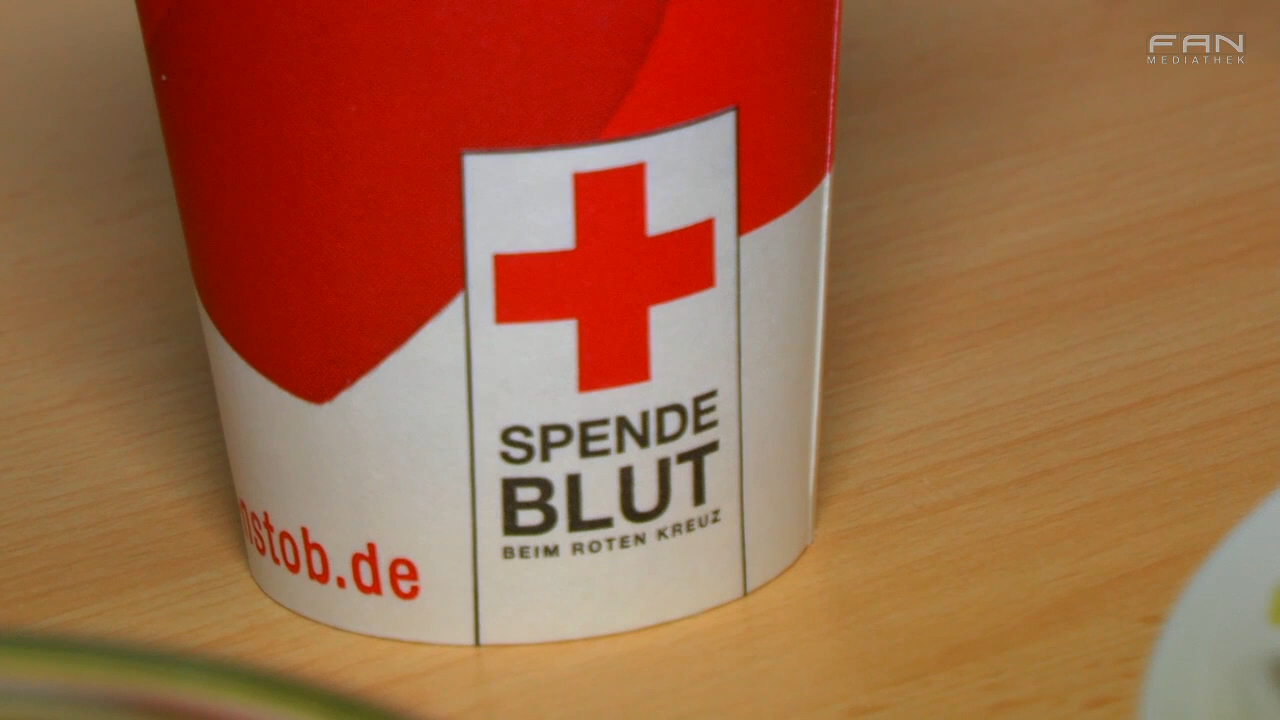 FAN
MEDIATHEK
SPENDE
BLUT
BEIM ROTEN KREUZ
nstob.de